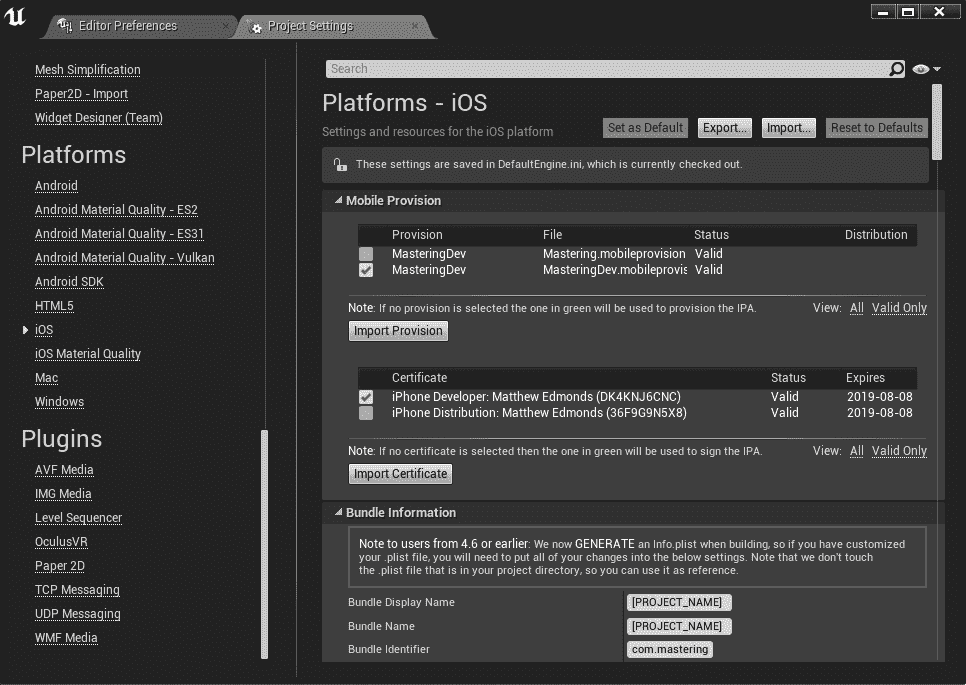 Editor Preferences
Project Settings
Mesh Simplification
Paper2D - Import
Widget Designer (Team)
Platforms
Android
Android Material Quality - ES2
Android Material Quality - ES31
Android Material Quality - Vulkan
Android SDK
HTML5
iOS
iOS Material Quality
Mac
Windows
Plugins
AVF Media
IMG Media
Level Sequencer
OculusVR
Paper 2D
TCP Messaging
UDP Messaging
WMF Media
Search
Platforms - iOS
Settings and resources for the iOS platform
Set as Default Export... Import... Reset to Defaults
These settings are saved in DefaultEngine.ini, which is currently checked out.
Mobile Provision
Provision File Status Distribution
MasteringDev Mastering.mobileprovision Valid
MasteringDev MasteringDev.mobileprovis Valid
Note: If no provision is selected the one in green will be used to provision the IPA. View: All Valid Only
Import Provision
Certificate Status Expires
iPhone Developer: Matthew Edmonds (DK4KNJ6CNC) Valid 2019-08-08
iPhone Distribution: Matthew Edmonds (36F9G9N5X8) Valid 2019-08-08
Note: If no certificate is selected then the one in green will be used to sign the IPA. View: All Valid Only
Import Certificate
Bundle Information
Note to users from 4.6 or earlier: We now GENERATE an Info.plist when building, so if you have customized
your .plist file, you will need to put all of your changes into the below settings. Note that we don't touch
the .plist file that is in your project directory, so you can use it as reference.
Bundle Display Name [PROJECT_NAME]
Bundle Name [PROJECT_NAME]
Bundle Identifier com.mastering